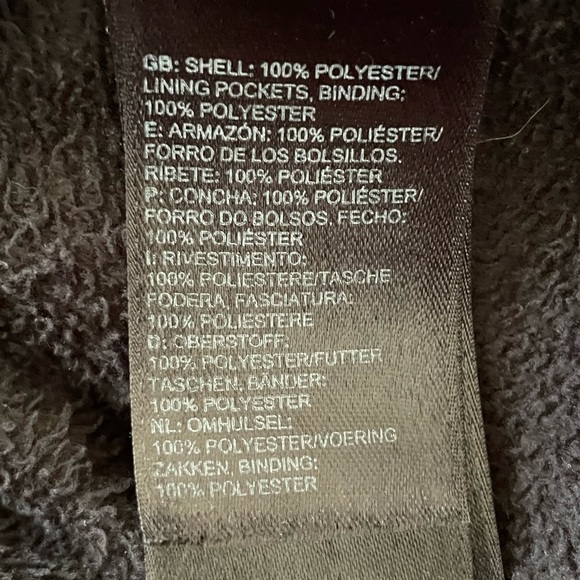 GB: SHELL: 100% POLYESTER/
LINING POCKETS, BINDING:
100% POLYESTER
E: ARMAZÓN: 100% POLIÉSTER/
FORRO DE LOS BOLSILLOS.
RIBETE: 100% POLIÉSTER
P: CONCHA: 100% POLIÉSTER/
FORRO DO BOLSOS. FECHO:
100% POLIÉSTER
I: RIVESTIMENTO:
100% POLIESTERE/TASCHE
FODERA, FASCIATURA:
100% POLIESTERE
D: OBERSTOFF:
100% POLYESTER/FUTTER
TASCHEN, BÄNDER:
100% POLYESTER
NL: OMHULSEL:
100% POLYESTER/VOERING
ZAKKEN, BINDING:
100% POLYESTER